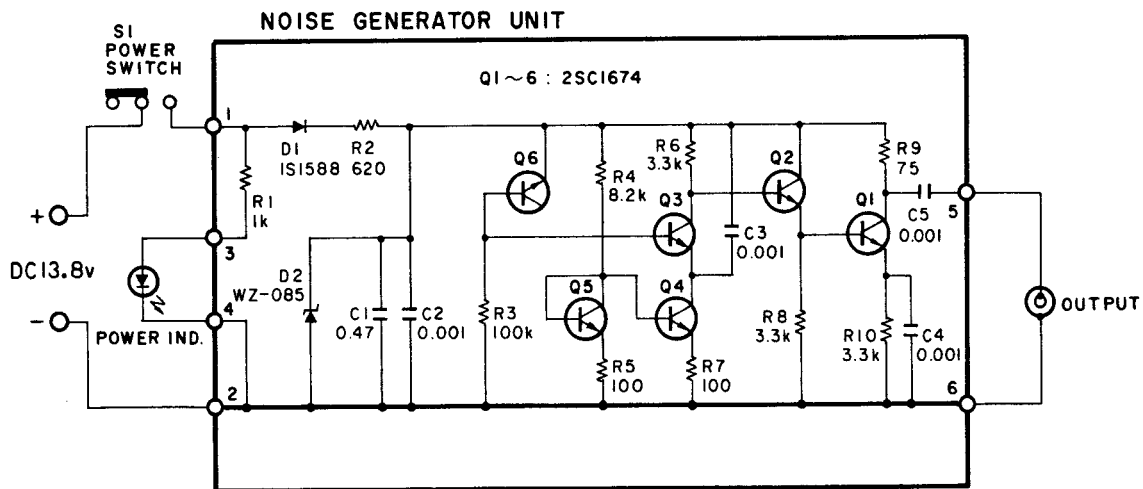 NOISE GENERATOR UNIT
S1
POWER
SWITCH
Q1~6 : 2SC1674
1
D1
1S1588
R2
620
R1
1k
3
+
DC13.8v
-
4
POWER IND.
2
D2
WZ-085
C1
0.47
C2
0.001
Q6
R3
100k
R4
8.2k
Q5
R5
100
R6
3.3k
Q3
Q4
R7
100
C3
0.001
Q2
R8
3.3k
Q1
R9
75
C5
0.001
R10
3.3k
C4
0.001
5
6
OUTPUT